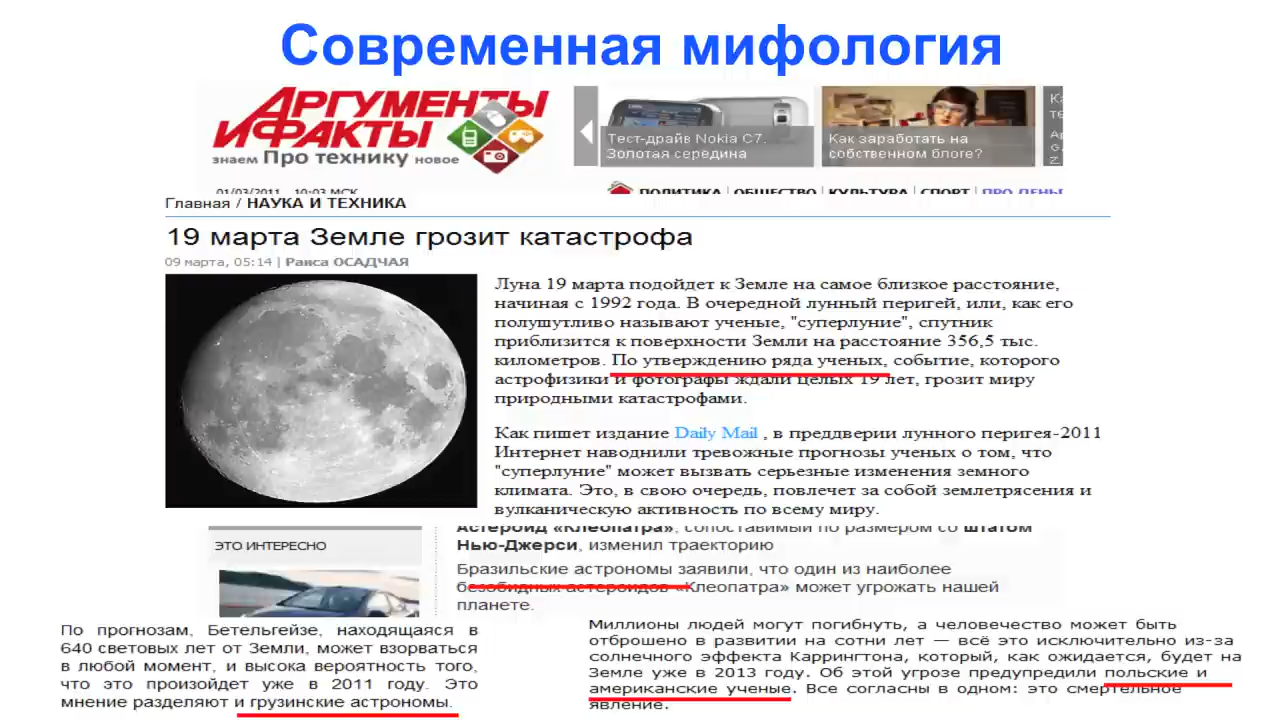 Современная мифология
АРГУМЕНТЫ
И ФАКТЫ
знаем Про технику новое
Тест-драйв Nokia C7.
Золотая середина
Как заработать на
собственном блоге?
01/03/2011 10:03 МСК
ПОЛИТИКА | ОБЩЕСТВО | КУЛЬТУРА | СПОРТ | ПРО ДЕНЬГ
Главная / НАУКА И ТЕХНИКА
19 марта Земле грозит катастрофа
09 марта, 05:14 | Раиса ОСАДЧАЯ
Луна 19 марта подойдет к Земле на самое близкое расстояние,
начиная с 1992 года. В очередной лунный перигей, или, как его
полушутливо называют ученые, "суперлуние", спутник
приблизится к поверхности Земли на расстояние 356,5 тыс.
километров. По утверждению ряда ученых, событие, которого
астрофизики и фотографы ждали целых 19 лет, грозит миру
природными катастрофами.
Как пишет издание Daily Mail , в преддверии лунного перигея-2011
Интернет наводнили тревожные прогнозы ученых о том, что
"суперлуние" может вызвать серьезные изменения земного
климата. Это, в свою очередь, повлечет за собой землетрясения и
вулканическую активность по всему миру.
ЭТО ИНТЕРЕСНО
Астероид «Клеопатра», сопоставимый по размером со штатом
Нью-Джерси, изменил траекторию
Бразильские астрономы заявили, что один из наиболее
безобидных астероидов «Клеопатра» может угрожать нашей
планете.
По прогнозам, Бетельгейзе, находящаяся в
640 световых лет от Земли, может взорваться
в любой момент, и высока вероятность того,
что это произойдет уже в 2011 году. Это
мнение разделяют и грузинские астрономы.
Миллионы людей могут погибнуть, а человечество может быть
отброшено в развитии на сотни лет — всё это исключительно из-за
солнечного эффекта Каррингтона, который, как ожидается, будет на
Земле уже в 2013 году. Об этой угрозе предупредили польские и
американские ученые. Все согласны в одном: это смертельное
явление.